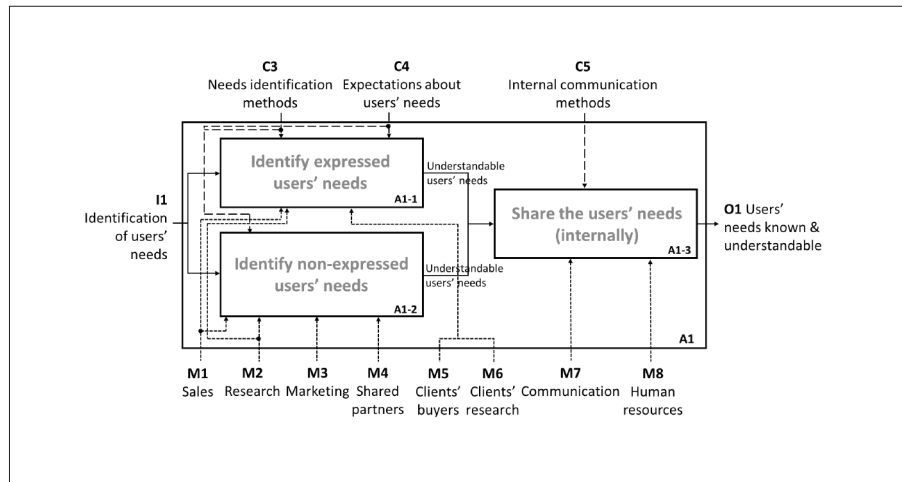 C3
Needs identification
methods
C4
Expectations about
users' needs
C5
Internal communication
methods
Identify expressed
users' needs
A1-1
Understandable
users' needs
I1
Identification
of users'
needs
Share the users' needs
(internally)
A1-3
O1 Users'
needs known &
understandable
Identify non-expressed
users' needs
A1-2
Understandable
users' needs
A1
M1
Sales
M2
Research
M3
Marketing
M4
Shared
partners
M5
Clients'
buyers
M6
Clients'
research
M7
Communication
M8
Human
resources